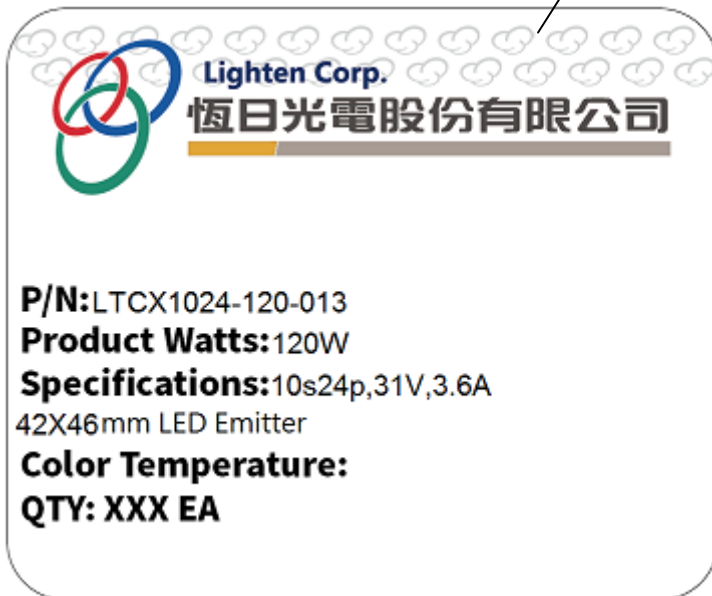 Lighten Corp.
恆日光電股份有限公司
P/N:LTCX1024-120-013
Product Watts:120W
Specifications:10s24p,31V,3.6A
42X46mm LED Emitter
Color Temperature:
QTY: XXX EA